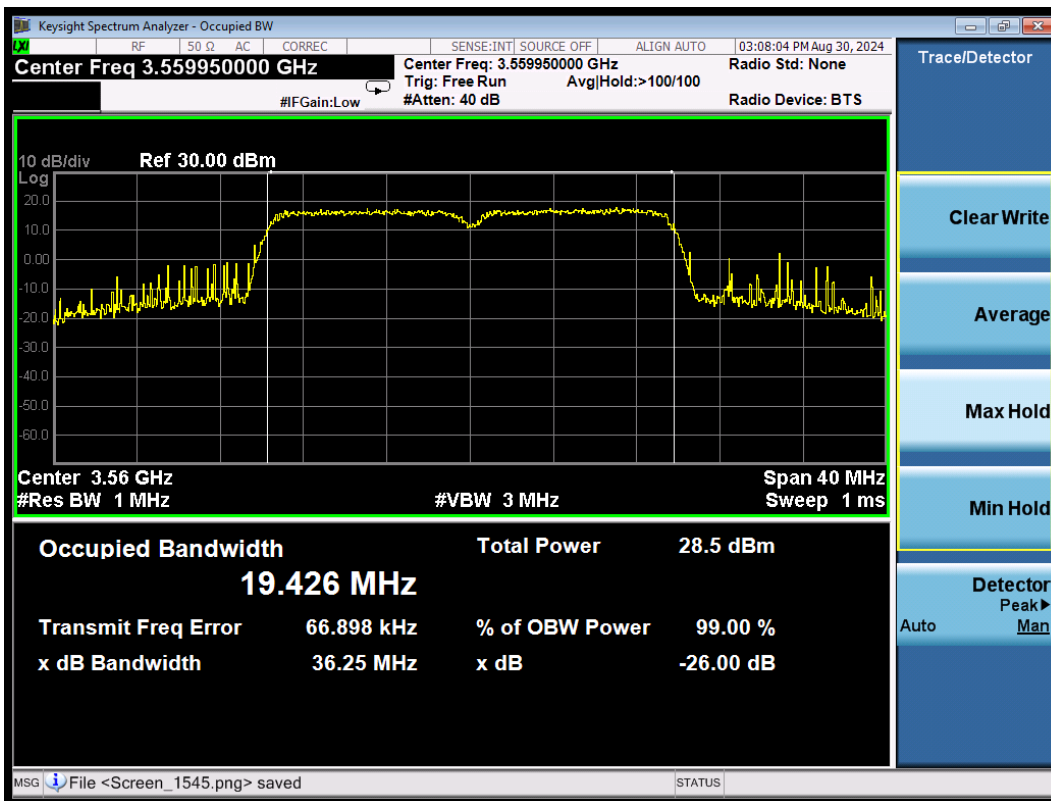 Keysight Spectrum Analyzer - Occupied BW
LXI RF 50 Ω AC CORREC SENSE:INT SOURCE OFF ALIGN AUTO 03:08:04 PM Aug 30, 2024
Center Freq 3.559950000 GHz
#IFGain:Low
Center Freq: 3.559950000 GHz
Trig: Free Run Avg|Hold:>100/100
#Atten: 40 dB
Radio Std: None
Radio Device: BTS
10 dB/div Ref 30.00 dBm
Log
20.0
10.0
0.00
-10.0
-20.0
-30.0
-40.0
-50.0
-60.0
Center 3.56 GHz Span 40 MHz
#Res BW 1 MHz #VBW 3 MHz Sweep 1 ms
Occupied Bandwidth Total Power 28.5 dBm
19.426 MHz
Transmit Freq Error 66.898 kHz % of OBW Power 99.00 %
x dB Bandwidth 36.25 MHz x dB -26.00 dB
MSG File <Screen_1545.png> saved STATUS
Trace/Detector
Clear Write
Average
Max Hold
Min Hold
Detector
Peak▶
Auto Man